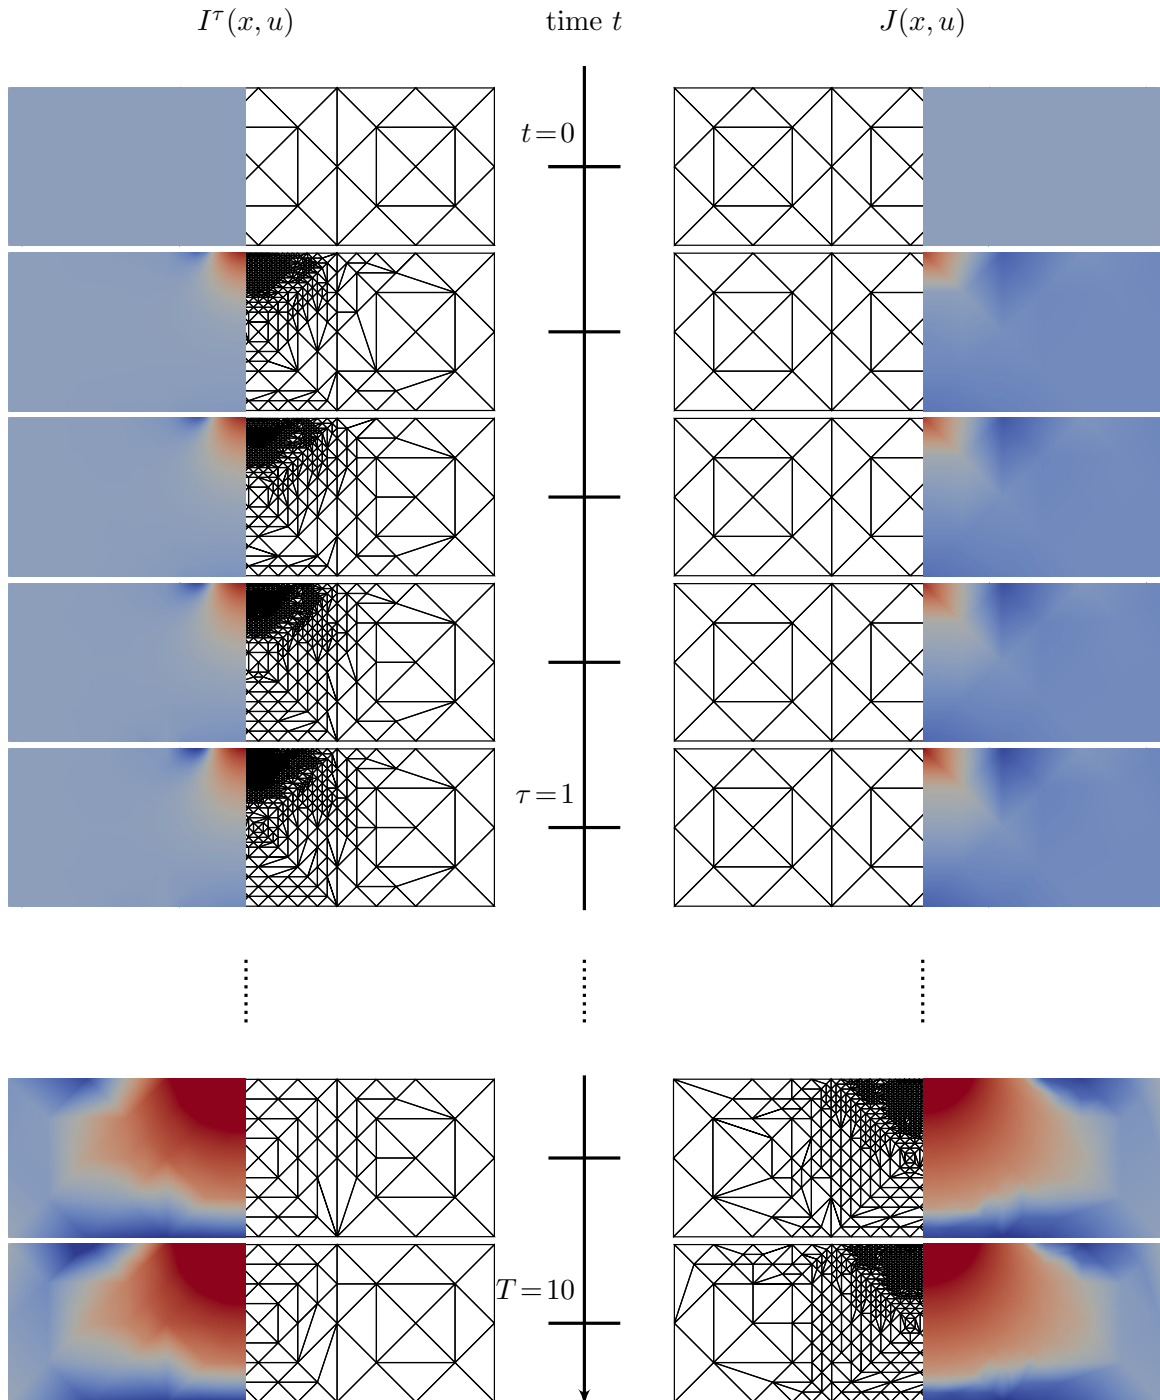 I^τ(x, u) time t J(x, u)
t=0
τ=1
T=10